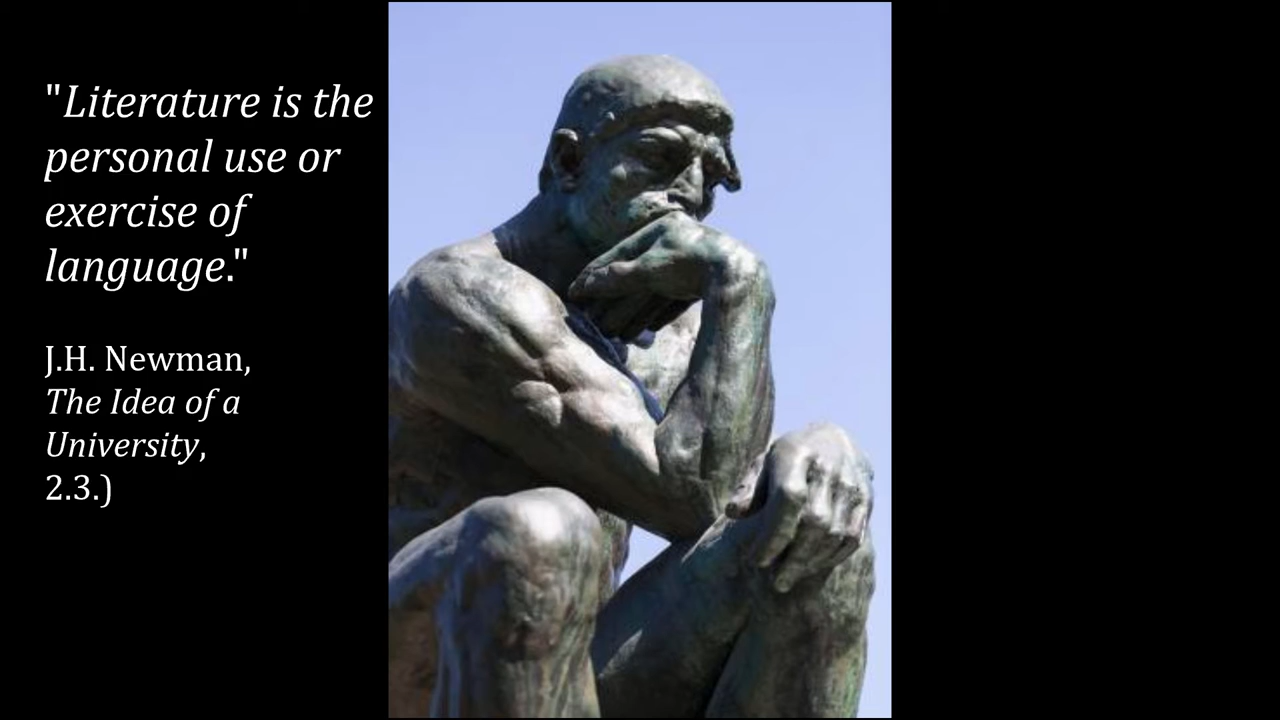 "Literature is the
personal use or
exercise of
language."
J.H. Newman,
The Idea of a
University,
2.3.)